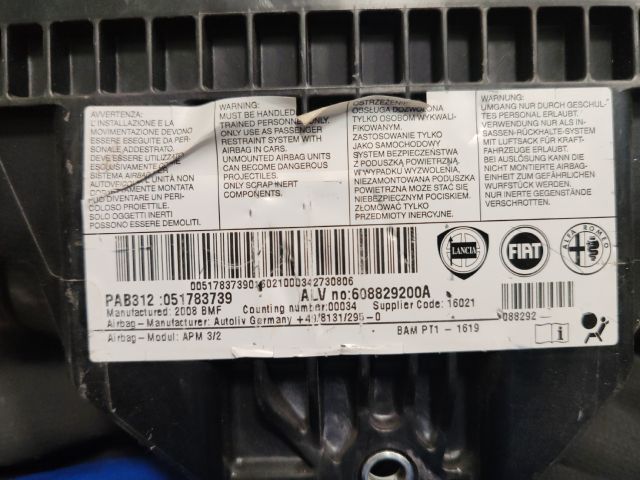 AVVERTENZA:
L'INSTALLAZIONE E LA
MOVIMENTAZIONE DEVONO
ESSERE ESEGUITE DA PER-
SONALE ADDESTRATO.
DEVE ESSERE UTILIZZ
ESCLUSIVAMENTE
SISTEMA AIRBAG
AUTOVEI UNITÀ NON
CORRETTAMENTE MONTATA
PUÒ DIVENTARE UN PERI-
COLOSO PROIETTILE.
SOLO OGGETTI INERTI
POSSONO ESSERE DEMOLITI.
WARNING:
MUST BE HANDLED
TRAINED PERSONNEL ONLY.
ONLY USE AS PASSENGER
RESTRAINT SYSTEM WITH
AIRBAG IN CARS.
UNMOUNTED AIRBAG UNITS
CAN BECOME DANGEROUS
PROJECTILES.
ONLY SCRAP INERT
COMPONENTS.
OSTRZEŻENIE
OBSŁUGA DOZWOLONA
TYLKO OSOBOM WYKWALI-
FIKOWANYM.
ZASTOSOWANIE TYLKO
JAKO SAMOCHODOWY
SYSTEM BEZPIECZEŃSTWA
Z PODUSZKĄ POWIETRZNĄ.
W WYPADKU WYZWOLENIA,
NIEZAMONTOWANA PODUSZKA
POWIETRZNA MOŻE STAĆ SIĘ
NIEBEZPIECZNYM POCISKIEM.
ZŁOMOWAĆ TYLKO
PRZEDMIOTY INERCYJNE.
WARNUNG:
UMGANG NUR DURCH GESCHUL-
TES PERSONAL ERLAUBT.
VERWENDUNG NUR ALS IN-
SASSEN-RÜCKHALTE-SYSTEM
MIT LUFTSACK FÜR KRAFT-
FAHRZEUGE ERLAUBT.
BEI AUSLÖSUNG KANN DIE
NICHT MONTIERTE AIRBAG-
EINHEIT ZUM GEFÄHRLICHEN
WURFSTÜCK WERDEN.
NUR INERTE GEGENSTÄNDE
VERSCHROTTEN.
LANCIA
FIAT
ALFA ROMEO
PAB312 :051783739
ALV no:608829200A
Manufactured: 2008 BMF
Counting number:00034
Supplier Code: 16021
088292
Airbag-Manufacturer: Autoliv Germany +49/8131/295-0
BAM PT1 - 1619
Airbag-Modul: APM 3/2
i